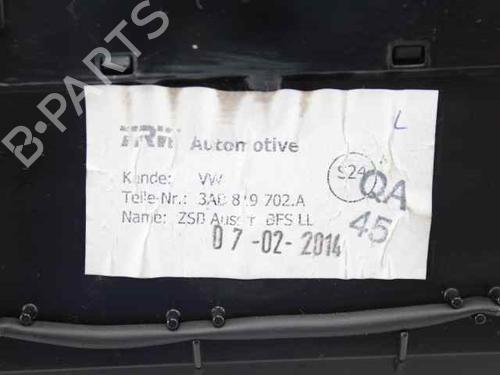 B-PARTS
L
TRW Automotive
Kunde: VW
Teile-Nr.: 3AB 819 702.A
Name: ZSB Ausstr. BFS LL
S24
QA
45
07-02-2014